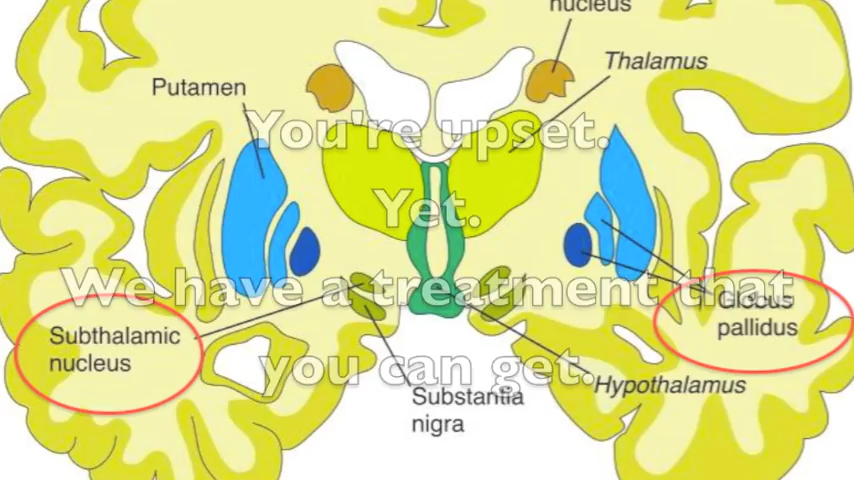 nucleus
Thalamus
Putamen
You're upset.
Yet.
We have a treatment that
you can get.
Globus
pallidus
Subthalamic
nucleus
Hypothalamus
Substantia
nigra